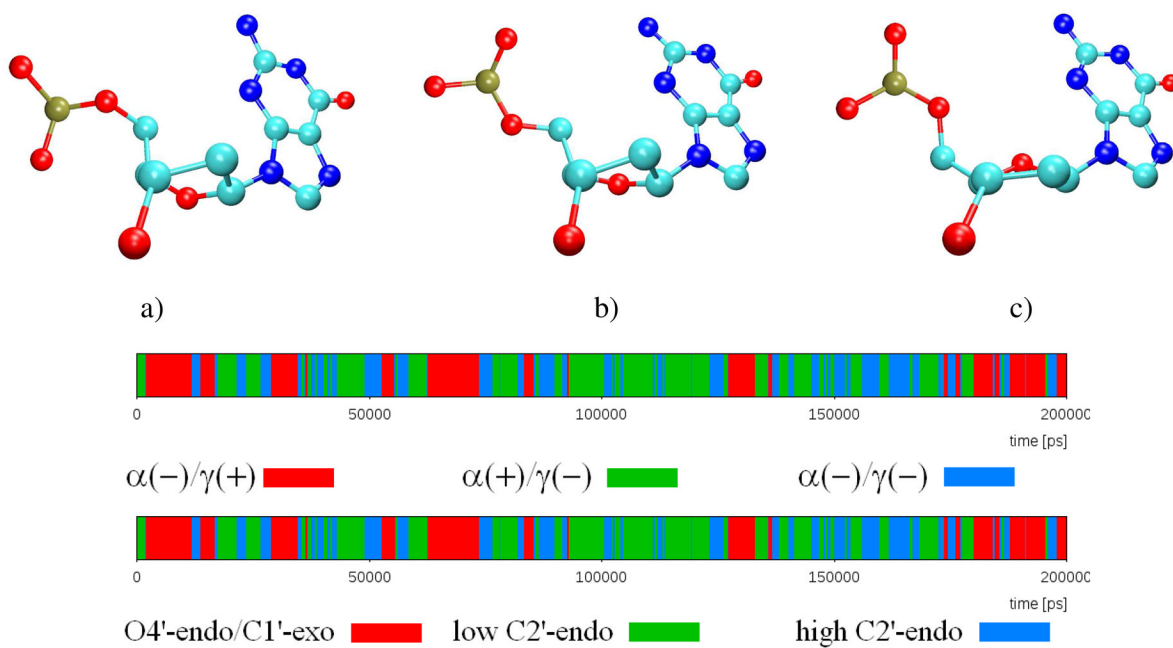 a) b) c)
0 50000 100000 150000 200000
time [ps]
α(−)/γ(+) α(+)/γ(−) α(−)/γ(−)
0 50000 100000 150000 200000
time [ps]
O4'-endo/C1'-exo low C2'-endo high C2'-endo